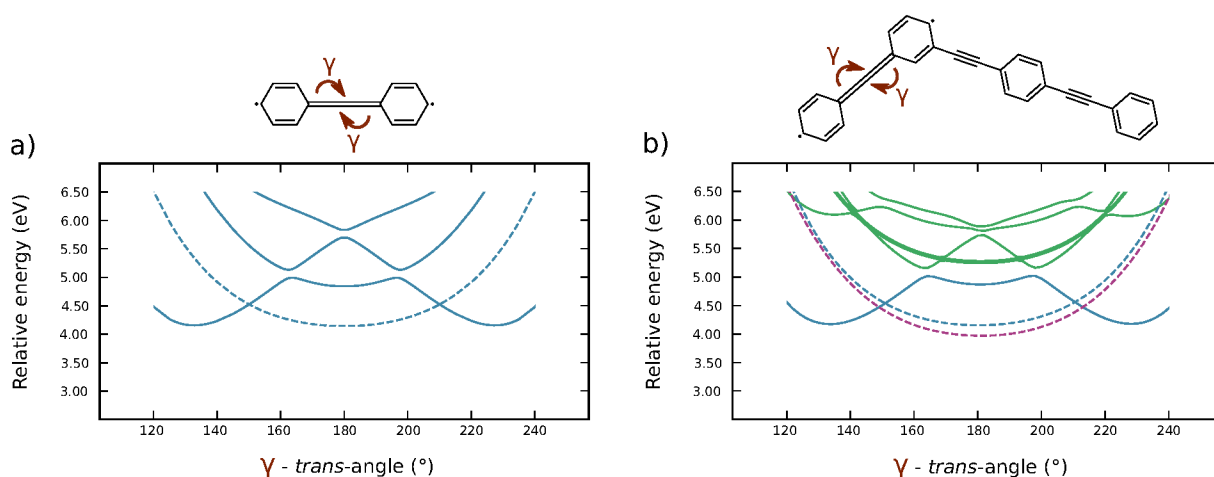 γ
γ
a)
Relative energy (eV)
6.50
6.00
5.50
5.00
4.50
4.00
3.50
3.00
120 140 160 180 200 220 240
γ - trans-angle (°)
γ
γ
b)
Relative energy (eV)
6.50
6.00
5.50
5.00
4.50
4.00
3.50
3.00
120 140 160 180 200 220 240
γ - trans-angle (°)